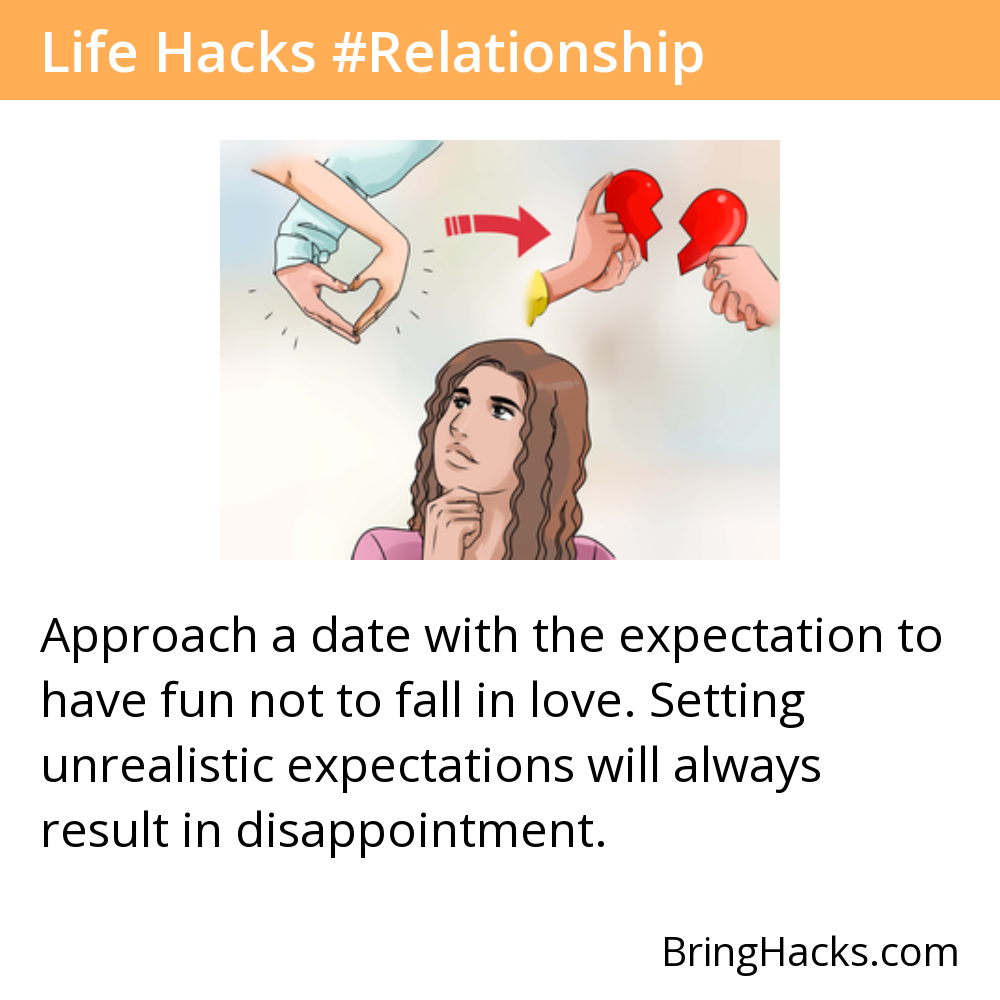 Life Hacks #Relationship
Approach a date with the expectation to
have fun not to fall in love. Setting
unrealistic expectations will always
result in disappointment.
BringHacks.com